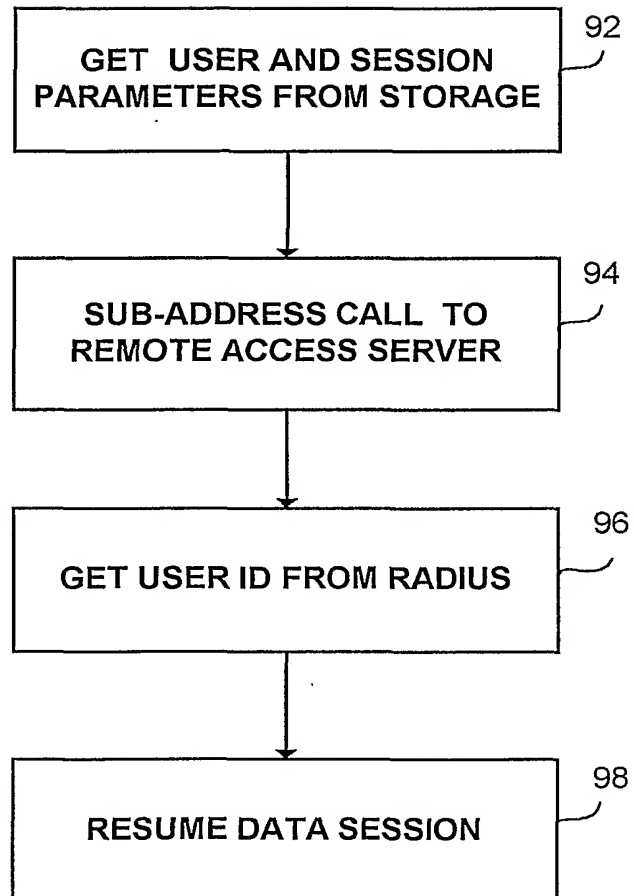 92
GET USER AND SESSION
PARAMETERS FROM STORAGE
94
SUB-ADDRESS CALL TO
REMOTE ACCESS SERVER
96
GET USER ID FROM RADIUS
98
RESUME DATA SESSION